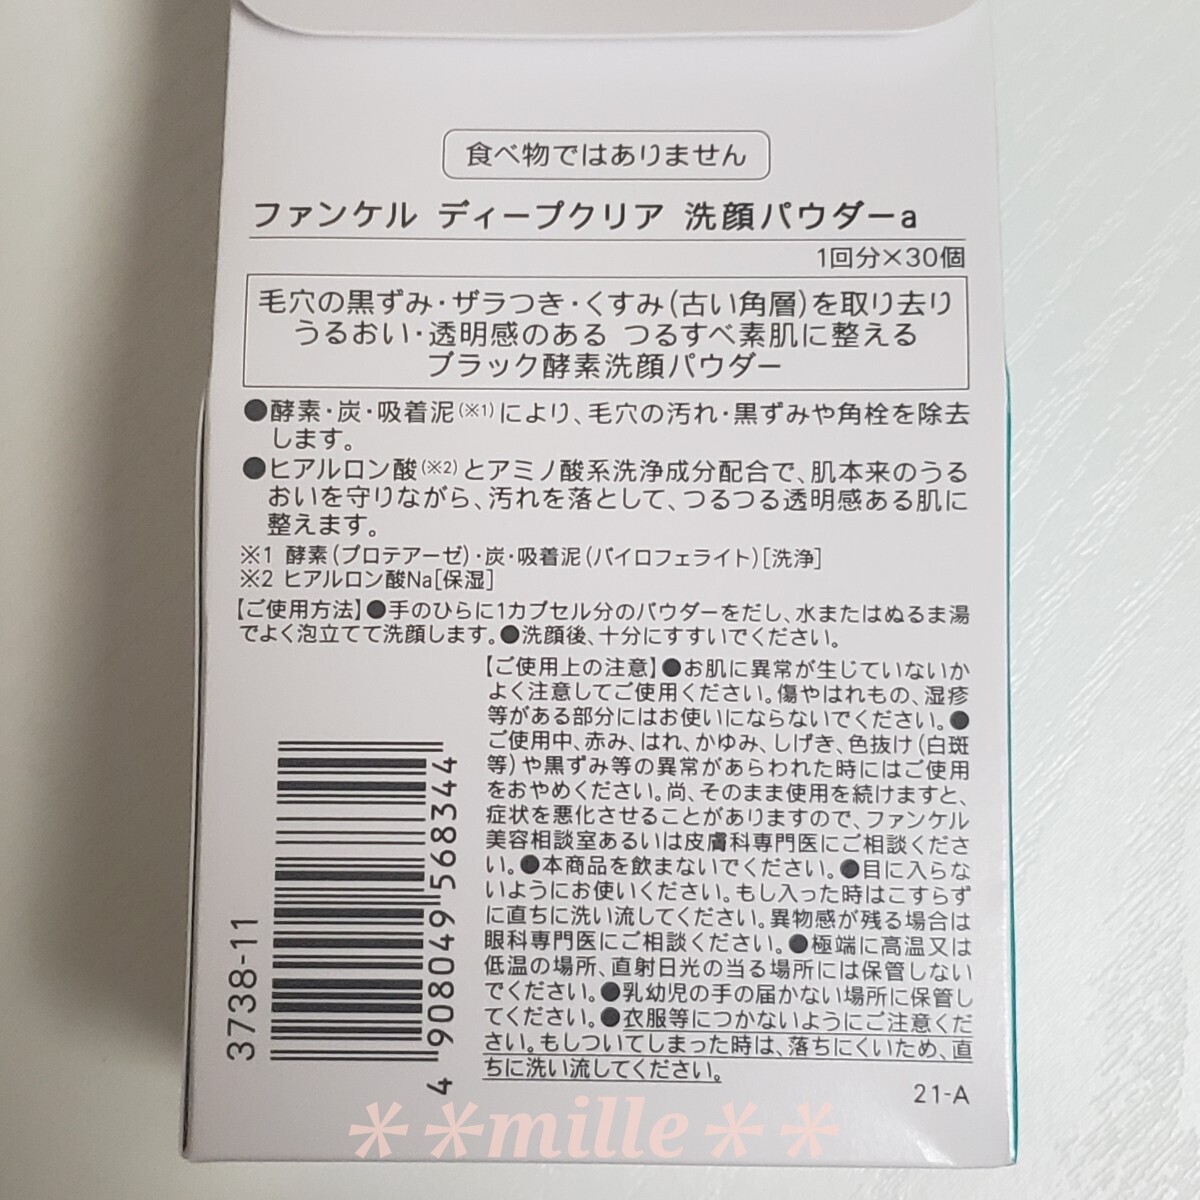 食べ物ではありません
ファンケル ディープクリア 洗顔パウダーa
1回分×30個
毛穴の黒ずみ・ザラつき・くすみ(古い角層)を取り去り
うるおい・透明感のある つるすべ素肌に整える
ブラック酵素洗顔パウダー
●酵素・炭・吸着泥(※1)により、毛穴の汚れ・黒ずみや角栓を除去
します。
●ヒアルロン酸(※2)とアミノ酸系洗浄成分配合で、肌本来のうる
おいを守りながら、汚れを落として、つるつる透明感ある肌に
整えます。
※1 酵素(プロテアーゼ)・炭・吸着泥(パイロフェライト)[洗浄]
※2 ヒアルロン酸Na[保湿]
【ご使用方法】●手のひらに1カプセル分のパウダーをだし、水またはぬるま湯
でよく泡立てて洗顔します。●洗顔後、十分にすすいでください。
【ご使用上の注意】●お肌に異常が生じていないか
よく注意してご使用ください。傷やはれもの、湿疹
等がある部分にはお使いにならないでください。●
ご使用中、赤み、はれ、かゆみ、しげき、色抜け(白斑
等)や黒ずみ等の異常があらわれた時にはご使用
をおやめください。尚、そのまま使用を続けますと、
症状を悪化させることがありますので、ファンケル
美容相談室あるいは皮膚科専門医にご相談くださ
い。●本商品を飲まないでください。●目に入らな
いようにお使いください。もし入った時はこすらず
に直ちに洗い流してください。異物感が残る場合は
眼科専門医にご相談ください。●極端に高温又は
低温の場所、直射日光の当る場所には保管しない
でください。●乳幼児の手の届かない場所に保管し
てください。●衣服等につかないようにご注意くだ
さい。もしついてしまった時は、落ちにくいため、直
ちに洗い流してください。
3738-11
4 908049 568344
21-A
**mille**